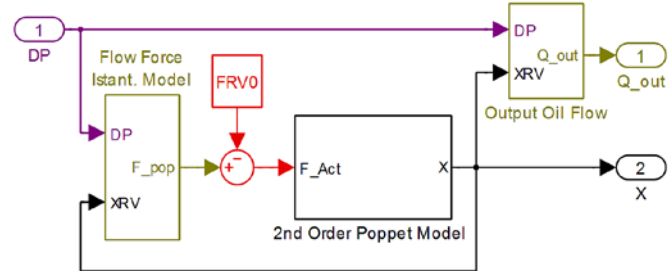 1
DP
Flow Force
Istant. Model
DP
F_pop
XRV
FRV0
+
−
F_Act
X
2nd Order Poppet Model
DP
Q_out
XRV
Output Oil Flow
1
Q_out
2
X